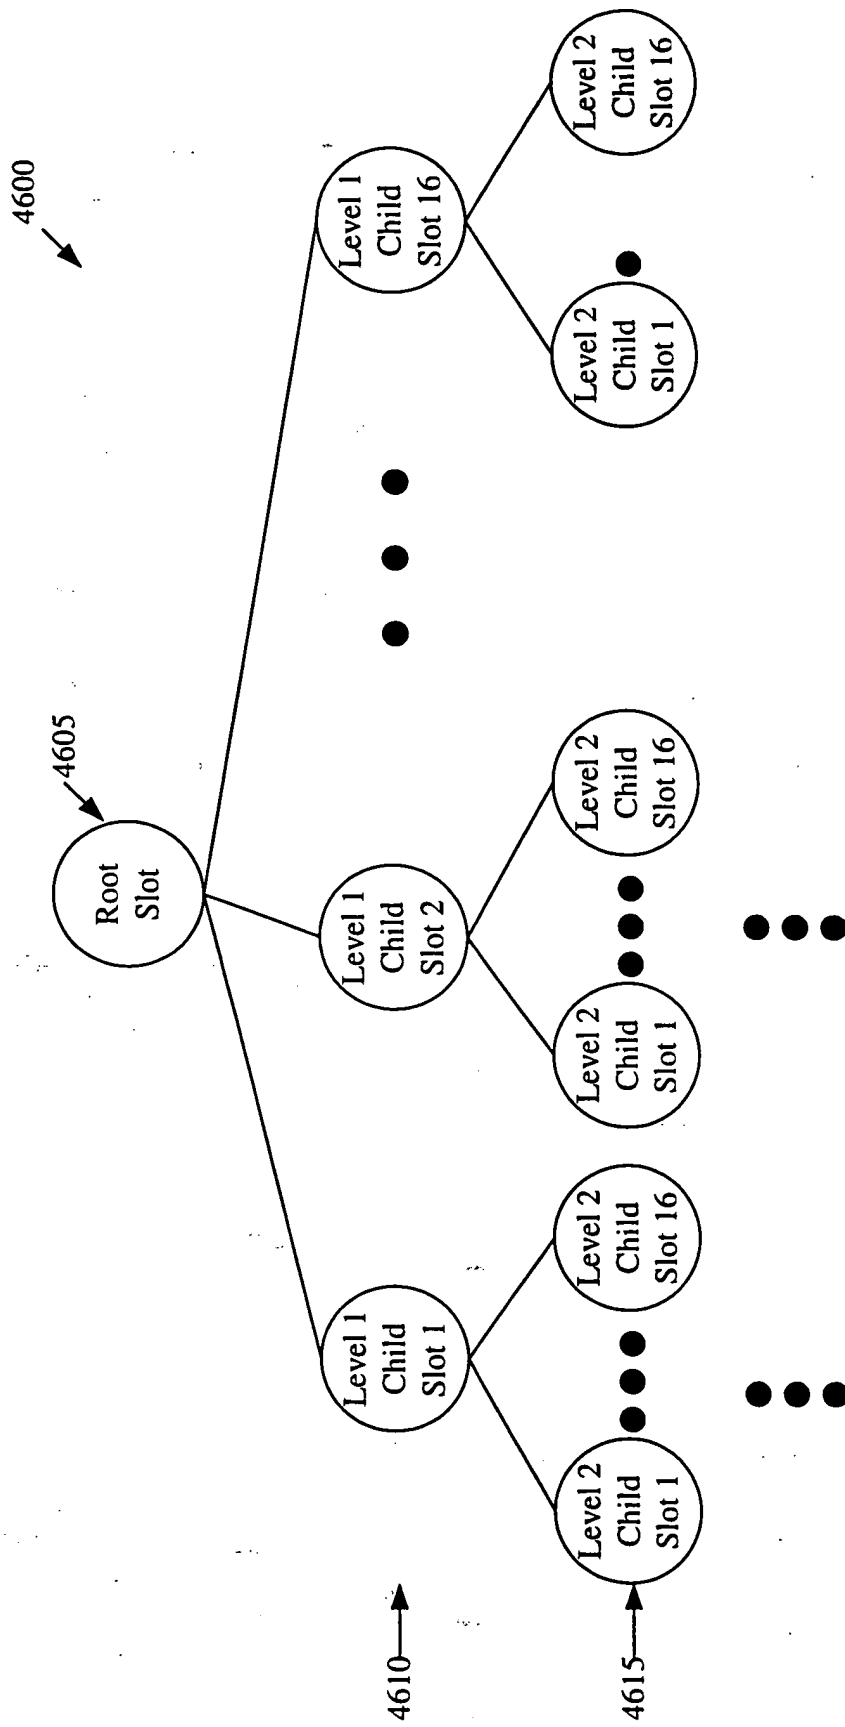 4600
4605
Root
Slot
4610
Level 1
Child
Slot 1
Level 1
Child
Slot 2
Level 1
Child
Slot 16
4615
Level 2
Child
Slot 1
Level 2
Child
Slot 16
Level 2
Child
Slot 1
Level 2
Child
Slot 16
Level 2
Child
Slot 1
Level 2
Child
Slot 16